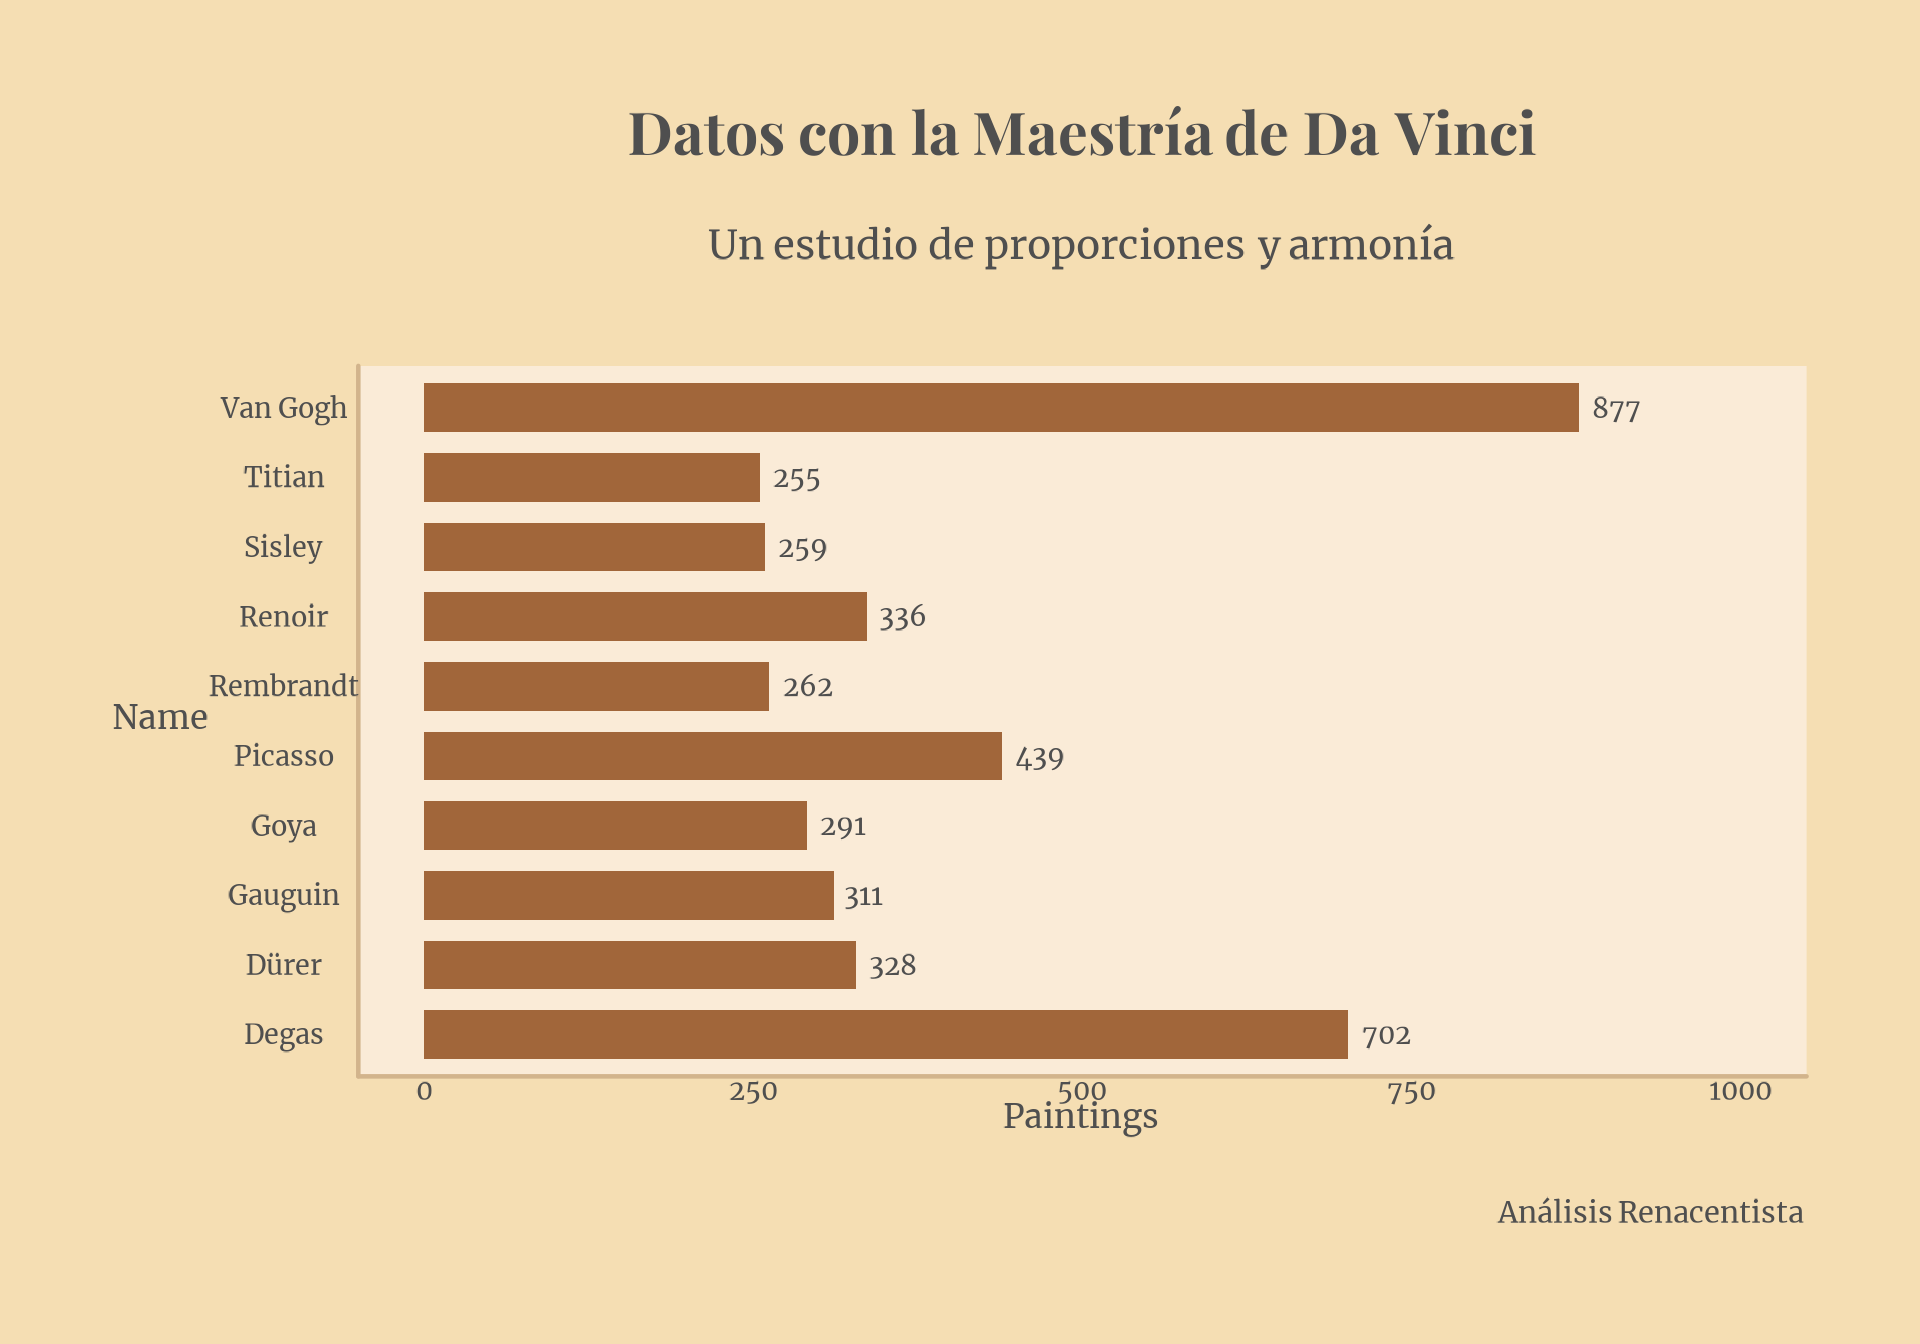 Datos con la Maestría de Da Vinci
Un estudio de proporciones y armonía
Van Gogh 877
Titian 255
Sisley 259
Renoir 336
Rembrandt 262
Name
Picasso 439
Goya 291
Gauguin 311
Dürer 328
Degas 702
0 250 500 750 1000
Paintings
Análisis Renacentista